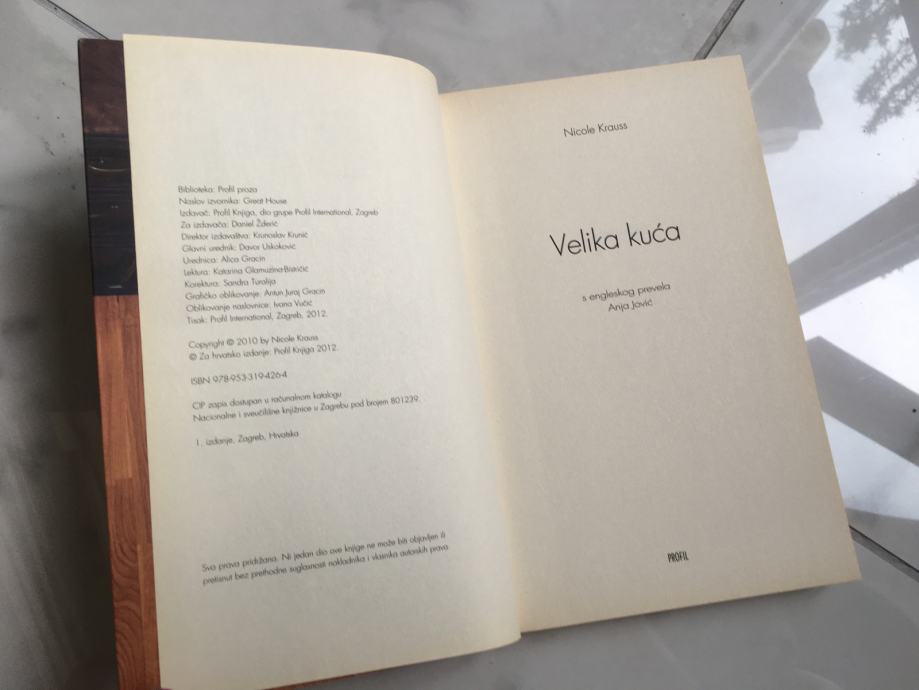 Biblioteka: Profil proza
Naslov izvornika: Great House
Izdavač: Profil Knjiga, dio grupe Profil International, Zagreb
Za izdavača: Daniel Žderić
Direktor izdavaštva: Krunoslav Krunić
Glavni urednik: Davor Uskoković
Urednica: Alica Gracin
Lektura: Katarina Glamuzina-Bistričić
Korektura: Sandra Turalija
Grafičko oblikovanje: Antun Juraj Gracin
Oblikovanje naslovnice: Ivana Vučić
Tisak: Profil International, Zagreb, 2012.
Copyright © 2010 by Nicole Krauss
© Za hrvatsko izdanje: Profil Knjiga 2012.
ISBN 978-953-319-426-4
CIP zapis dostupan u računalnom katalogu
Nacionalne i sveučilišne knjižnice u Zagrebu pod brojem 801239.
1. izdanje, Zagreb, Hrvatska
Sva prava pridržana. Ni jedan dio ove knjige ne može biti objavljen ili
pretisnut bez prethodne suglasnosti nakladnika i vlasnika autorskih prava
Nicole Krauss
Velika kuća
s engleskog prevela
Anja Jović
PROFIL